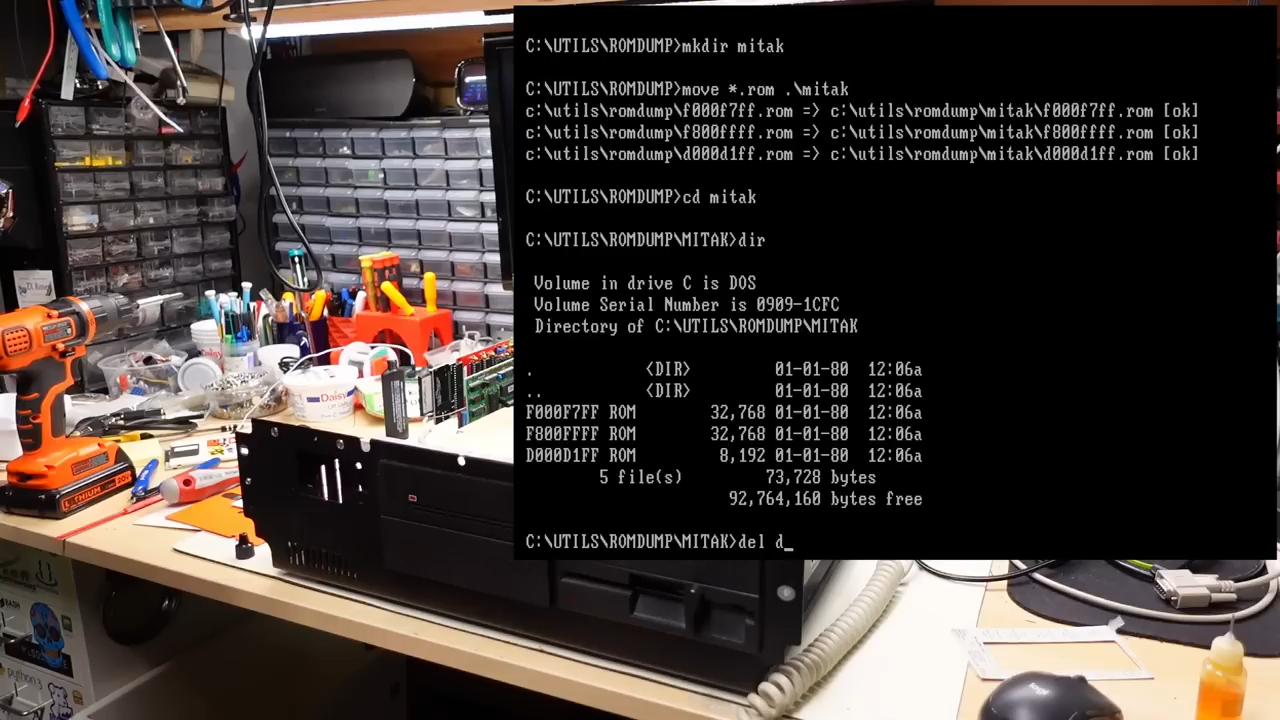 C:\UTILS\ROMDUMP>mkdir mitak
C:\UTILS\ROMDUMP>move *.rom .\mitak
c:\utils\romdump\f000f7ff.rom => c:\utils\romdump\mitak\f000f7ff.rom [ok]
c:\utils\romdump\f800ffff.rom => c:\utils\romdump\mitak\f800ffff.rom [ok]
c:\utils\romdump\d000d1ff.rom => c:\utils\romdump\mitak\d000d1ff.rom [ok]
C:\UTILS\ROMDUMP>cd mitak
C:\UTILS\ROMDUMP\MITAK>dir
Volume in drive C is DOS
Volume Serial Number is 0909-1CFC
Directory of C:\UTILS\ROMDUMP\MITAK
. <DIR> 01-01-80 12:06a
.. <DIR> 01-01-80 12:06a
F000F7FF ROM 32,768 01-01-80 12:06a
F800FFFF ROM 32,768 01-01-80 12:06a
D000D1FF ROM 8,192 01-01-80 12:06a
5 file(s) 73,728 bytes
92,764,160 bytes free
C:\UTILS\ROMDUMP\MITAK>del d_
Daisy
LITHIUM
python